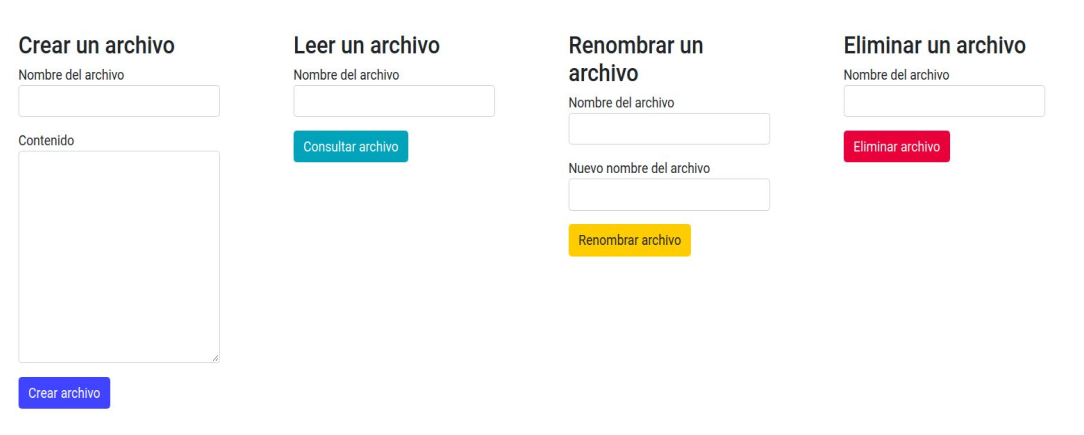 Crear un archivo
Nombre del archivo
Contenido
Crear archivo
Leer un archivo
Nombre del archivo
Consultar archivo
Renombrar un
archivo
Nombre del archivo
Nuevo nombre del archivo
Renombrar archivo
Eliminar un archivo
Nombre del archivo
Eliminar archivo